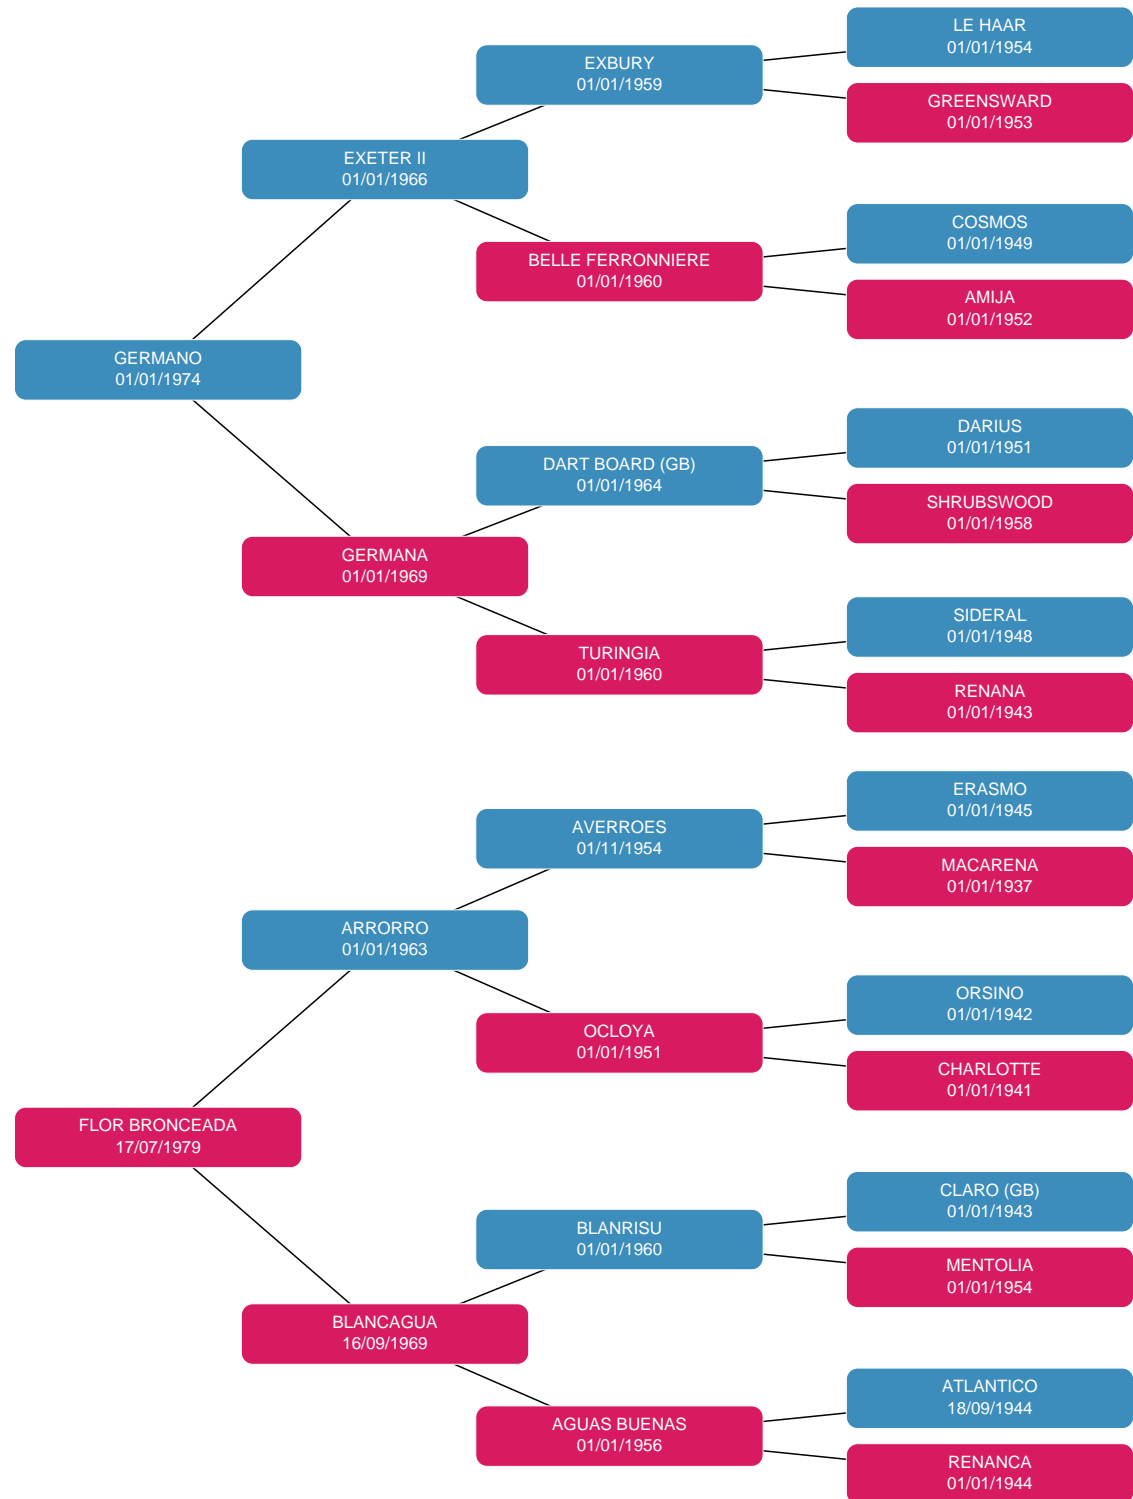 LE HAAR
01/01/1954
EXBURY
01/01/1959
GREENSWARD
01/01/1953
EXETER II
01/01/1966
COSMOS
01/01/1949
BELLE FERRONNIERE
01/01/1960
AMIJA
01/01/1952
GERMANO
01/01/1974
DARIUS
01/01/1951
DART BOARD (GB)
01/01/1964
SHRUBSWOOD
01/01/1958
GERMANA
01/01/1969
SIDERAL
01/01/1948
TURINGIA
01/01/1960
RENANA
01/01/1943
ERASMO
01/01/1945
AVERROES
01/11/1954
MACARENA
01/01/1937
ARRORRO
01/01/1963
ORSINO
01/01/1942
OCLOYA
01/01/1951
CHARLOTTE
01/01/1941
FLOR BRONCEADA
17/07/1979
CLARO (GB)
01/01/1943
BLANRISU
01/01/1960
MENTOLIA
01/01/1954
BLANCAGUA
16/09/1969
ATLANTICO
18/09/1944
AGUAS BUENAS
01/01/1956
RENANCA
01/01/1944